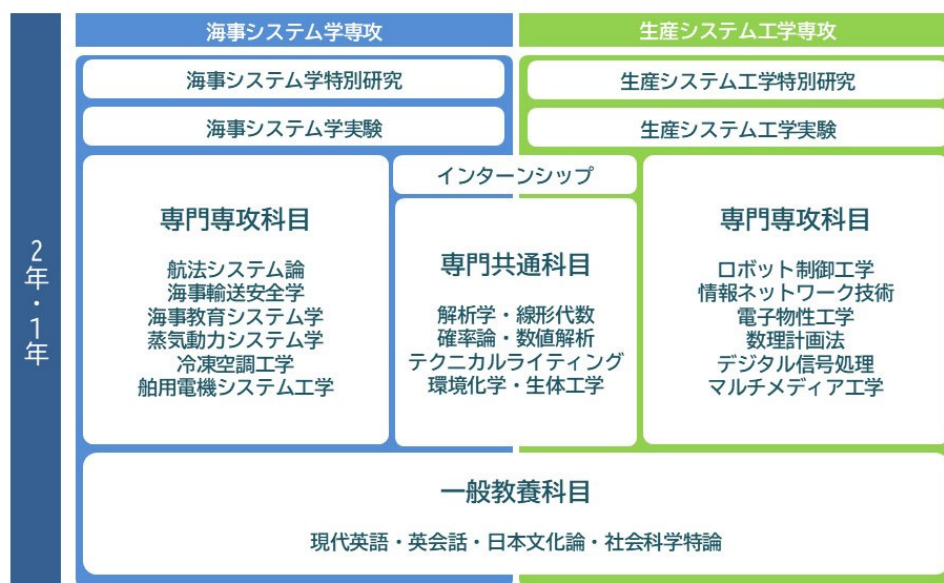 2年・1年
海事システム学専攻
生産システム工学専攻
海事システム学特別研究
生産システム工学特別研究
海事システム学実験
生産システム工学実験
インターンシップ
専門専攻科目
航法システム論
海事輸送安全学
海事教育システム学
蒸気動力システム学
冷凍空調工学
舶用電機システム工学
専門共通科目
解析学・線形代数
確率論・数値解析
テクニカルライティング
環境化学・生体工学
専門専攻科目
ロボット制御工学
情報ネットワーク技術
電子物性工学
数理計画法
デジタル信号処理
マルチメディア工学
一般教養科目
現代英語・英会話・日本文化論・社会科学特論